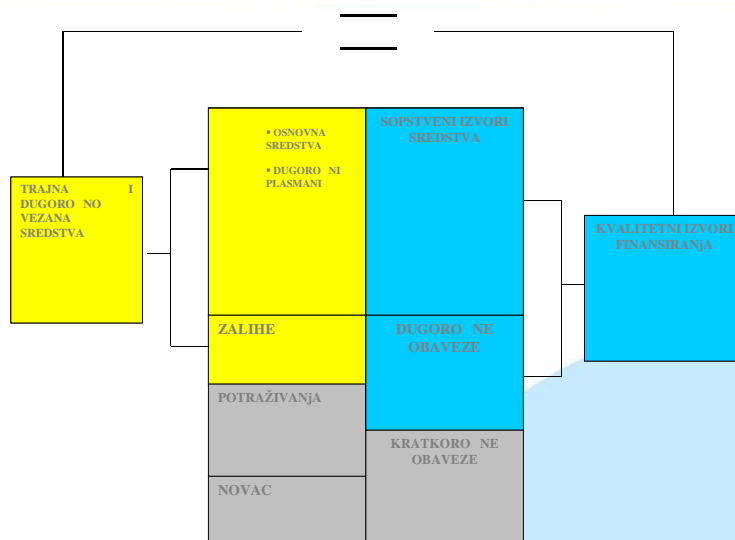 TRAJNA I
DUGORO NO
VEZANA
SREDSTVA
▪ OSNOVNA
SREDSTVA
▪ DUGORO NI
PLASMANI
ZALIHE
POTRAŽIVANjA
NOVAC
SOPSTVENI IZVORI
SREDSTVA
DUGORO NE
OBAVEZE
KRATKORO NE
OBAVEZE
KVALITETNI IZVORI
FINANSIRANjA